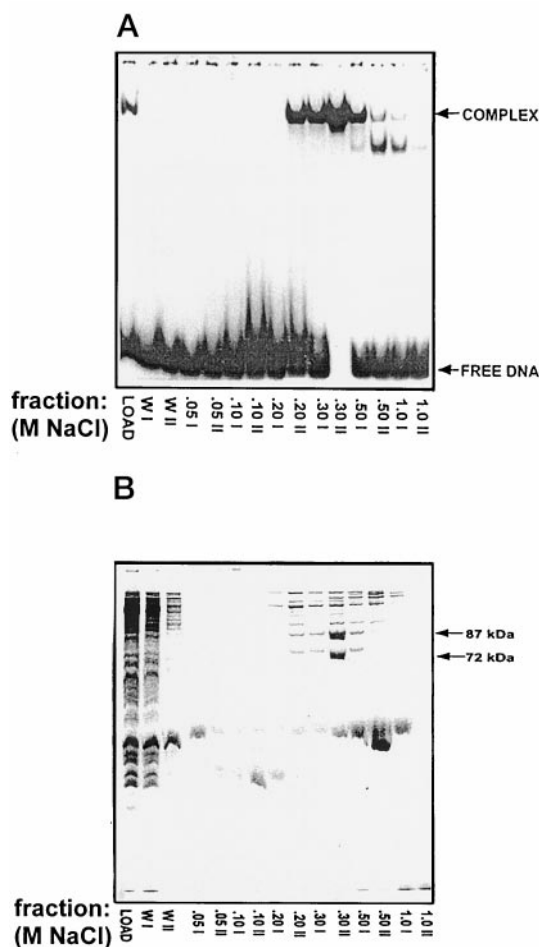 A
COMPLEX
FREE DNA
fraction:
(M NaCl)
LOAD
W I
W II
.05 I
.05 II
.10 I
.10 II
.20 I
.20 II
.30 I
.30 II
.50 I
.50 II
1.0 I
1.0 II
B
87 kDa
72 kDa
fraction:
(M NaCl)
LOAD
W I
W II
.05 I
.05 II
.10 I
.10 II
.20 I
.20 II
.30 I
.30 II
.50 I
.50 II
1.0 I
1.0 II